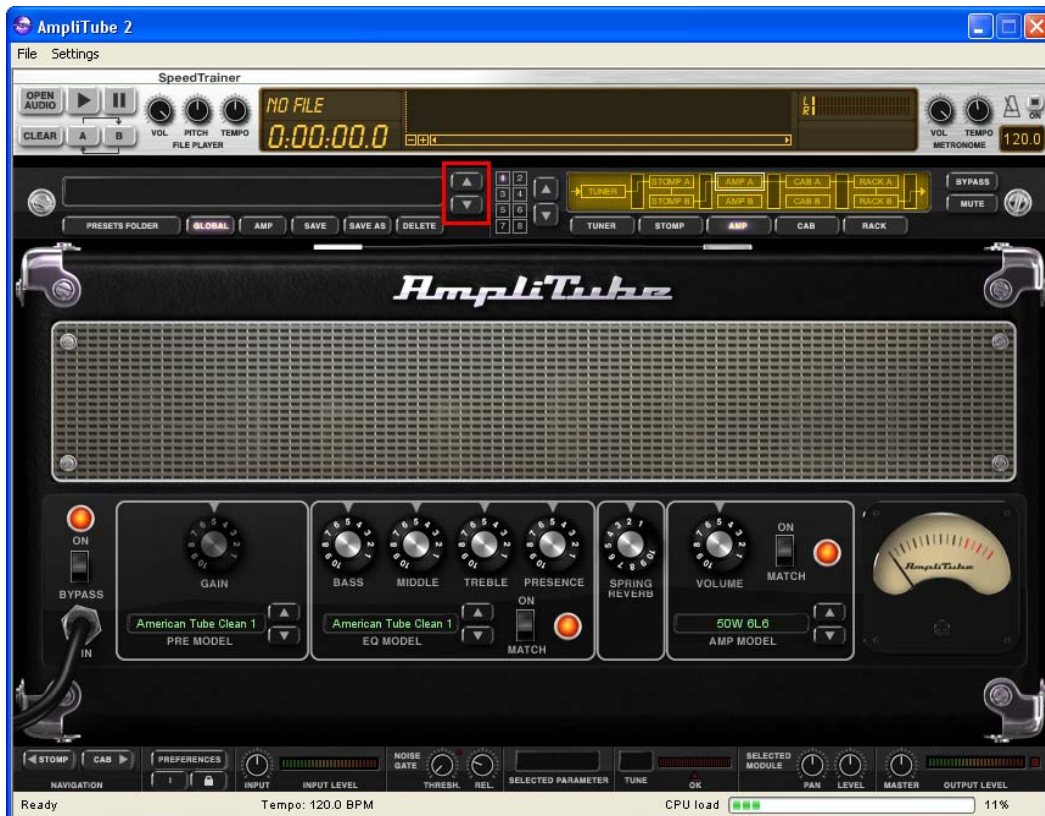 AmpliTube 2
File Settings
SpeedTrainer
OPEN AUDIO
CLEAR A B
VOL PITCH TEMPO
FILE PLAYER
NO FILE
0:00:00.0
L
R
VOL TEMPO
METRONOME
ON
120.0
1 2
3 4
5 6
7 8
TUNER STOMP A AMP A CAB A RACK A
STOMP B AMP B CAB B RACK B
BYPASS
MUTE
PRESETS FOLDER GLOBAL AMP SAVE SAVE AS DELETE
TUNER STOMP AMP CAB RACK
AmpliTube
ON
BYPASS
IN
GAIN
American Tube Clean 1
PRE MODEL
BASS MIDDLE TREBLE PRESENCE
American Tube Clean 1
EQ MODEL
ON
MATCH
SPRING REVERB
VOLUME
ON
MATCH
50W 6L6
AMP MODEL
AmpliTube
STOMP CAB
NAVIGATION
PREFERENCES
INPUT
INPUT LEVEL
NOISE GATE
THRESH. REL.
SELECTED PARAMETER
TUNE
OK
SELECTED MODULE
PAN LEVEL
MASTER
OUTPUT LEVEL
Ready
Tempo: 120.0 BPM
CPU load
11%